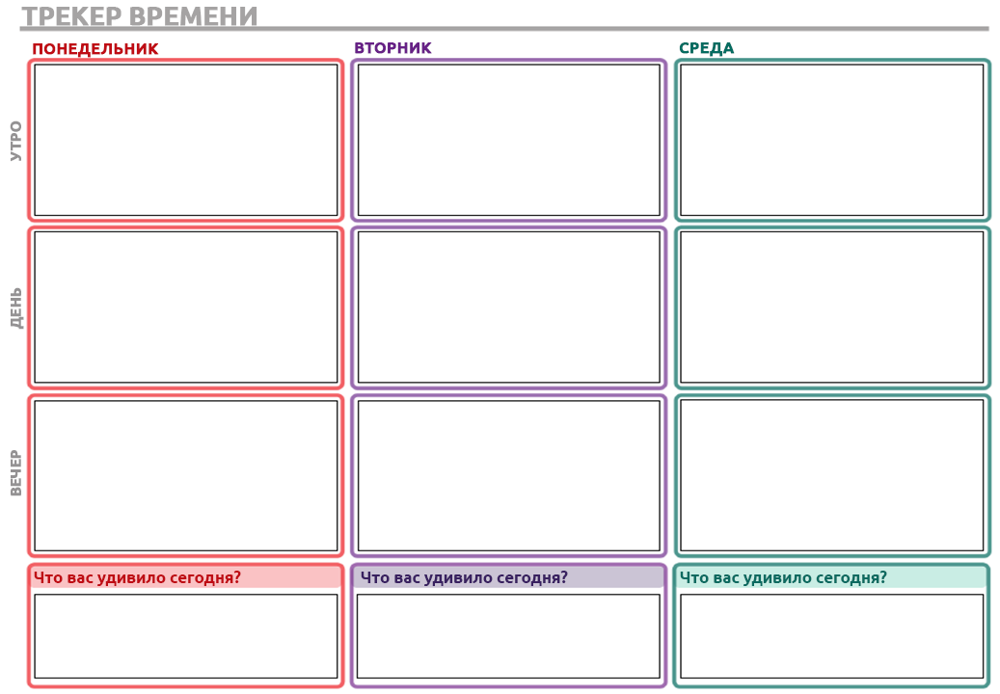 ТРЕКЕР ВРЕМЕНИ
ПОНЕДЕЛЬНИК
ВТОРНИК
СРЕДА
УТРО
ДЕНЬ
ВЕЧЕР
Что вас удивило сегодня?
Что вас удивило сегодня?
Что вас удивило сегодня?